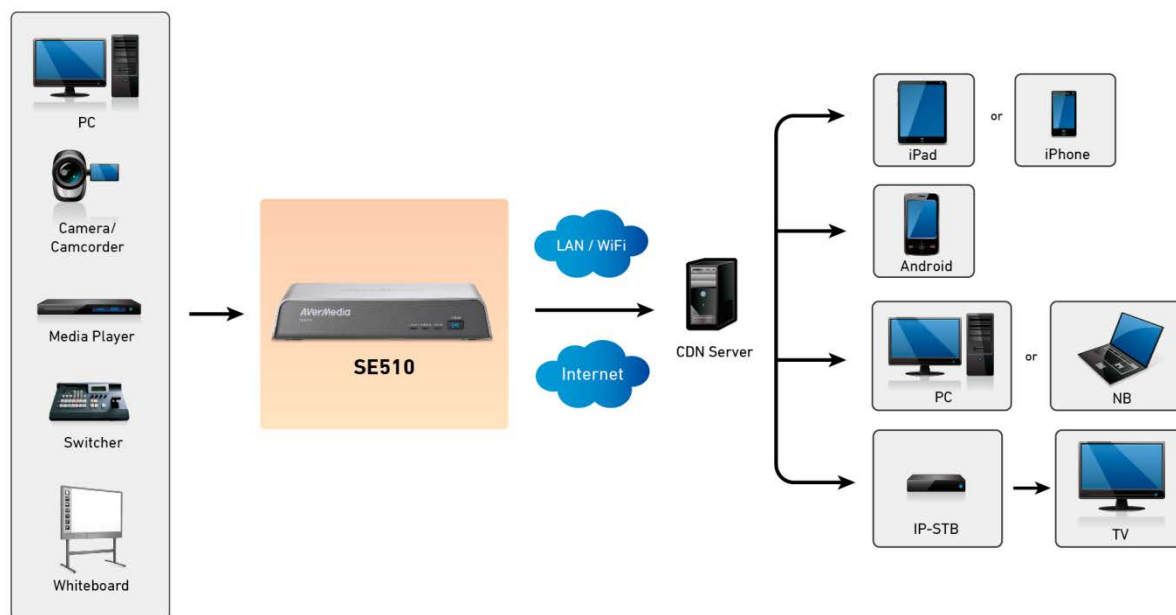 PC
Camera/
Camcorder
Media Player
Switcher
Whiteboard
AVerMedia
SE510
LAN / WiFi
Internet
CDN Server
iPad
or
iPhone
Android
PC
or
NB
IP-STB
TV